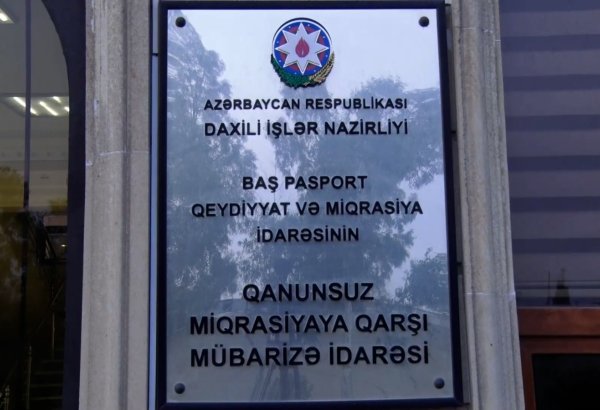 AZƏRBAYCAN RESPUBLİKASI
DAXİLİ İŞLƏR NAZİRLİYİ
BAŞ PASPORT
QEYDİYYAT VƏ MİQRASİYA
İDARƏSİNİN
QANUNSUZ
MİQRASİYAYA QARŞI
MÜBARİZƏ İDARƏSİ